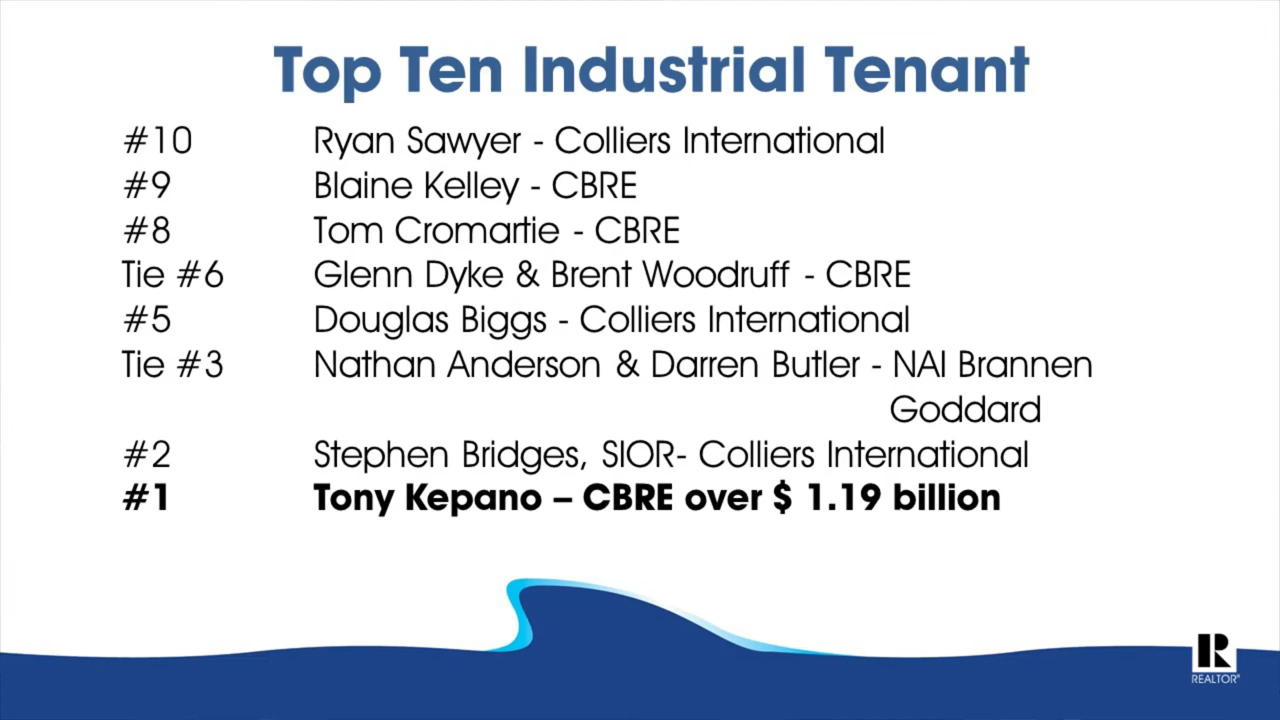 Top Ten Industrial Tenant
#10 Ryan Sawyer - Colliers International
#9 Blaine Kelley - CBRE
#8 Tom Cromartie - CBRE
Tie #6 Glenn Dyke & Brent Woodruff - CBRE
#5 Douglas Biggs - Colliers International
Tie #3 Nathan Anderson & Darren Butler - NAI Brannen
Goddard
#2 Stephen Bridges, SIOR- Colliers International
#1 Tony Kepano – CBRE over $ 1.19 billion
R
REALTOR®